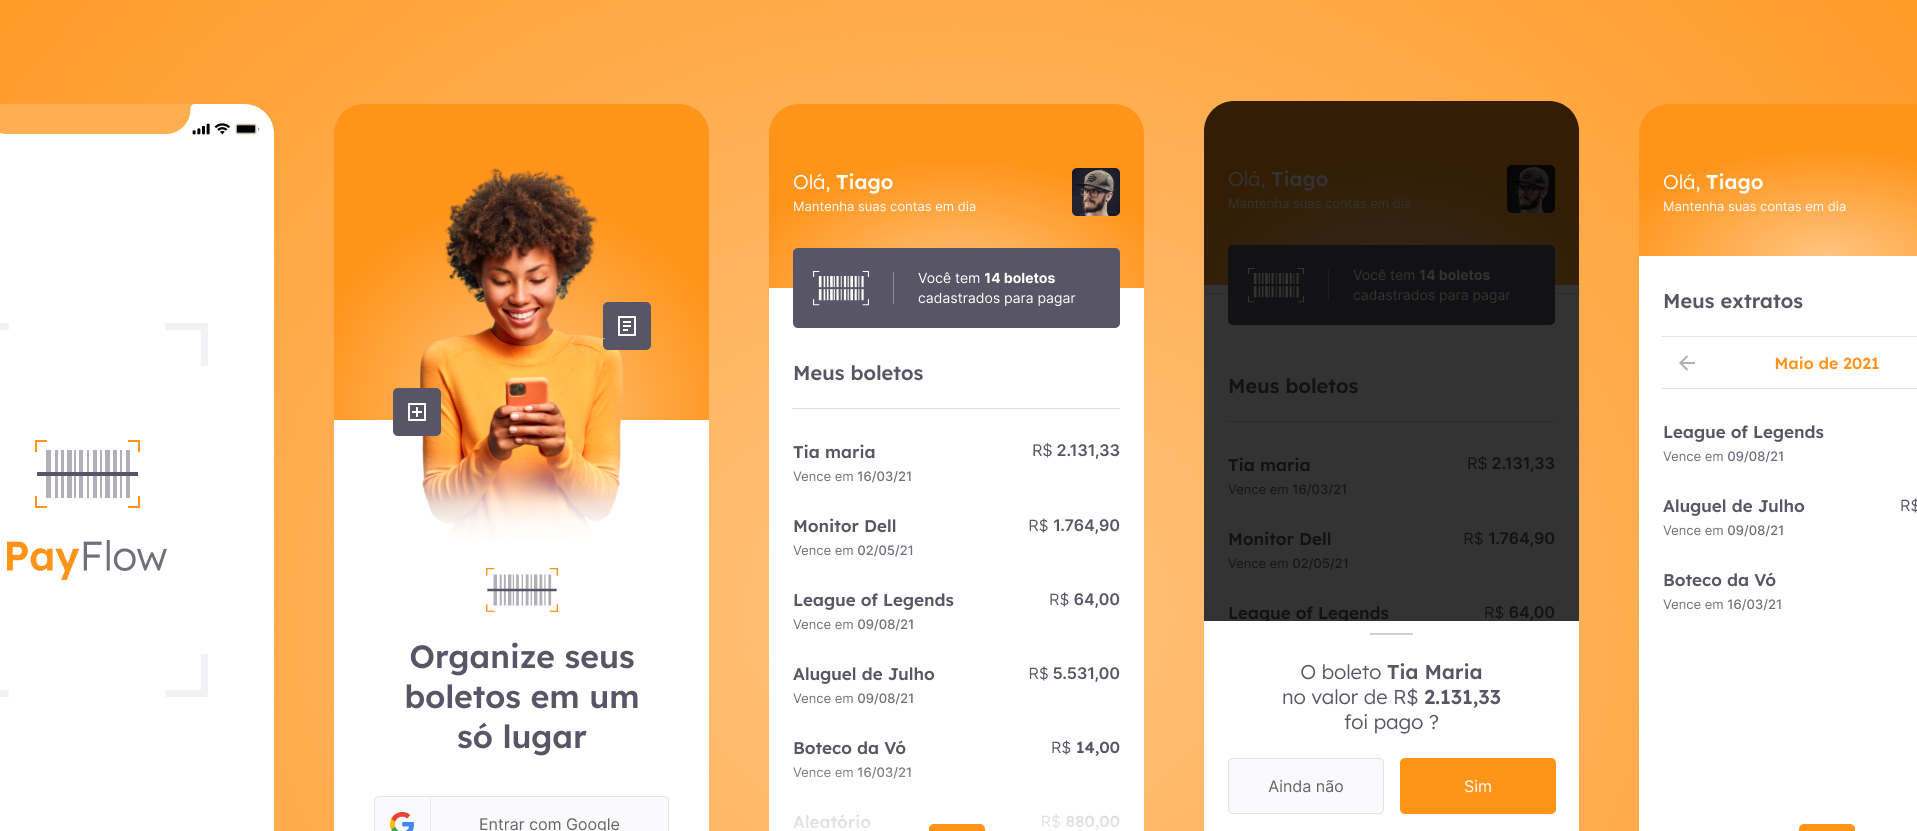 PayFlow
Organize seus
boletos em um
só lugar
Entrar com Google
Olá, Tiago
Mantenha suas contas em dia
Você tem 14 boletos
cadastrados para pagar
Meus boletos
Tia maria R$ 2.131,33
Vence em 16/03/21
Monitor Dell R$ 1.764,90
Vence em 02/05/21
League of Legends R$ 64,00
Vence em 09/08/21
Aluguel de Julho R$ 5.531,00
Vence em 09/08/21
Boteco da Vó R$ 14,00
Vence em 16/03/21
Aleatório R$ 880,00
Olá, Tiago
Mantenha suas contas em dia
Você tem 14 boletos
cadastrados para pagar
Meus boletos
Tia maria R$ 2.131,33
Vence em 16/03/21
Monitor Dell R$ 1.764,90
Vence em 02/05/21
League of Legends R$ 64,00
O boleto Tia Maria
no valor de R$ 2.131,33
foi pago ?
Ainda não Sim
Olá, Tiago
Mantenha suas contas em dia
Meus extratos
Maio de 2021
League of Legends
Vence em 09/08/21
Aluguel de Julho R$
Vence em 09/08/21
Boteco da Vó
Vence em 16/03/21